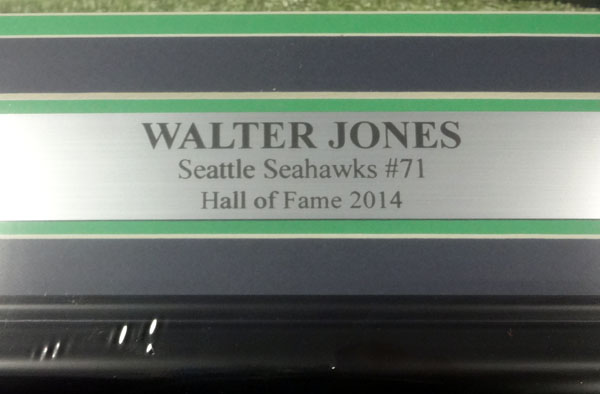 WALTER JONES
Seattle Seahawks #71
Hall of Fame 2014